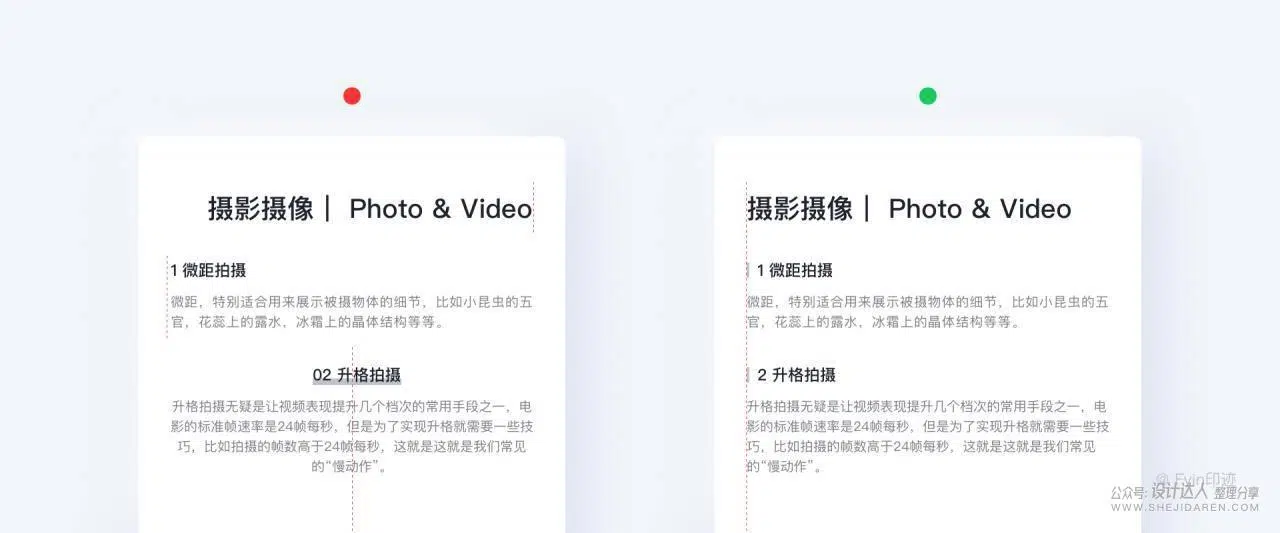 摄影摄像｜ Photo & Video
1 微距拍摄
微距，特别适合用来展示被摄物体的细节，比如小昆虫的五
官，花蕊上的露水、冰霜上的晶体结构等等。
02 升格拍摄
升格拍摄无疑是让视频表现提升几个档次的常用手段之一，电
影的标准帧速率是24帧每秒，但是为了实现升格就需要一些技
巧，比如拍摄的帧数高于24帧每秒，这就是这就是我们常见
的“慢动作”。
摄影摄像｜ Photo & Video
1 微距拍摄
微距，特别适合用来展示被摄物体的细节，比如小昆虫的五
官，花蕊上的露水、冰霜上的晶体结构等等。
2 升格拍摄
升格拍摄无疑是让视频表现提升几个档次的常用手段之一，电
影的标准帧速率是24帧每秒，但是为了实现升格就需要一些技
巧，比如拍摄的帧数高于24帧每秒，这就是这就是我们常见
的“慢动作”。
@ Evin印迹
公众号: 设计达人 整理分享
WWW.SHEJIDAREN.COM